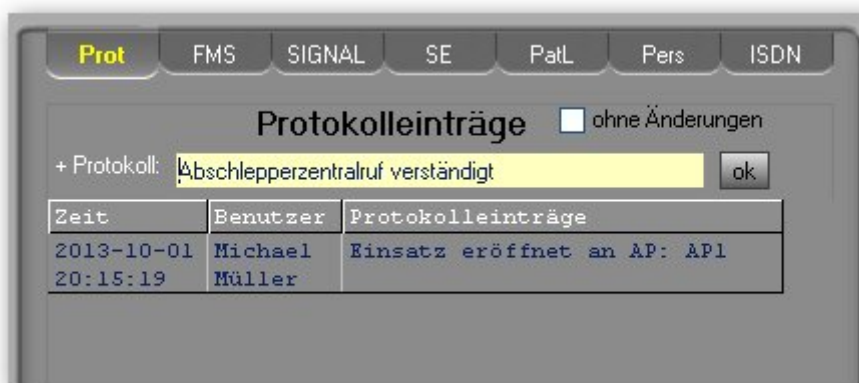 Prot FMS SIGNAL SE PatL Pers ISDN
Protokolleinträge ohne Änderungen
+ Protokoll: Abschlepperzentralruf verständigt ok
Zeit Benutzer Protokolleinträge
2013-10-01 Michael Einsatz eröffnet an AP: AP1
20:15:19 Müller